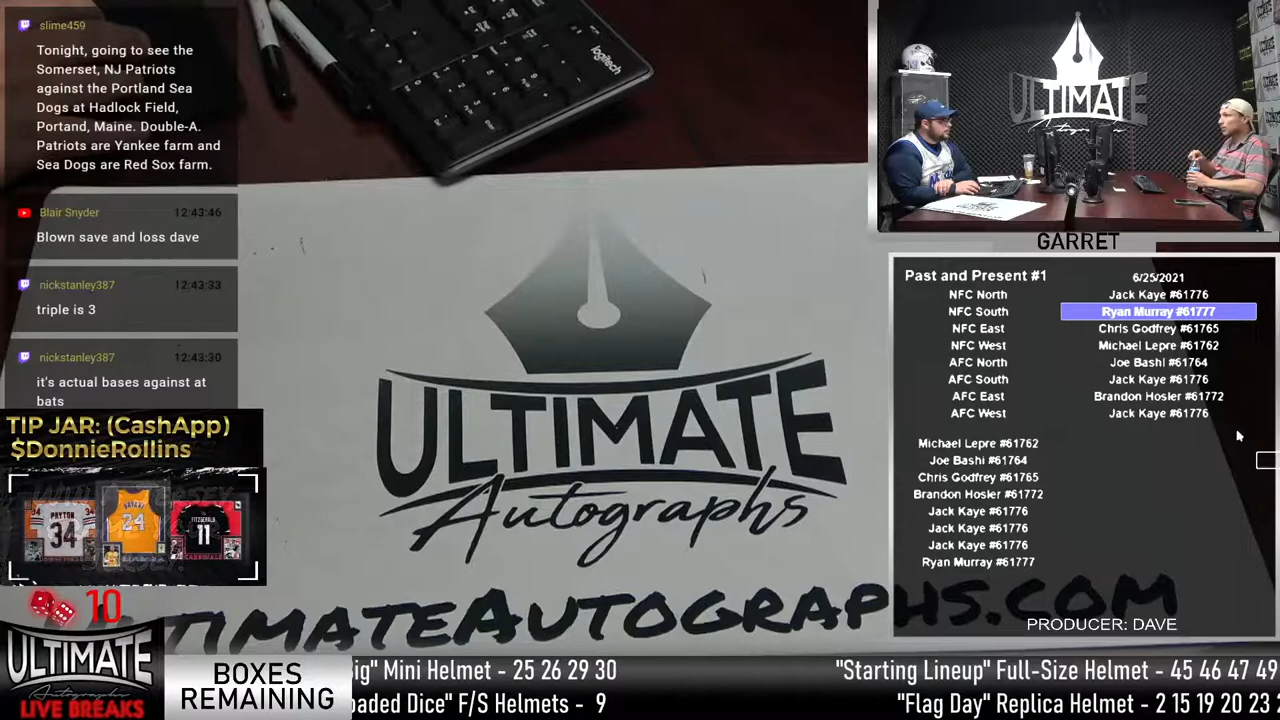 slime459
Tonight, going to see the
Somerset, NJ Patriots
against the Portland Sea
Dogs at Hadlock Field,
Portand, Maine. Double-A.
Patriots are Yankee farm and
Sea Dogs are Red Sox farm.
Blair Snyder 12:43:46
Blown save and loss dave
nickstanley387 12:43:33
triple is 3
nickstanley387 12:43:30
it's actual bases against at
bats
TIP JAR: (CashApp)
$DonnieRollins
PAYTON
34
BRYANT
24
FITZGERALD
11
CARDINALS
10
ULTIMATE
Autographs
LIVE BREAKS
logitech
ULTIMATE
Autographs
ULTIMATEAUTOGRAPHS.COM
ULTIMATE
Autographs
GARRET
Past and Present #1 6/25/2021
NFC North Jack Kaye #61776
NFC South Ryan Murray #61777
NFC East Chris Godfrey #61765
NFC West Michael Lepre #61762
AFC North Joe Bashi #61764
AFC South Jack Kaye #61776
AFC East Brandon Hosler #61772
AFC West Jack Kaye #61776
Michael Lepre #61762
Joe Bashi #61764
Chris Godfrey #61765
Brandon Hosler #61772
Jack Kaye #61776
Jack Kaye #61776
Jack Kaye #61776
Ryan Murray #61777
PRODUCER: DAVE
BOXES
REMAINING
ig" Mini Helmet - 25 26 29 30 "Starting Lineup" Full-Size Helmet - 45 46 47 49
oaded Dice" F/S Helmets - 9 "Flag Day" Replica Helmet - 2 15 19 20 23